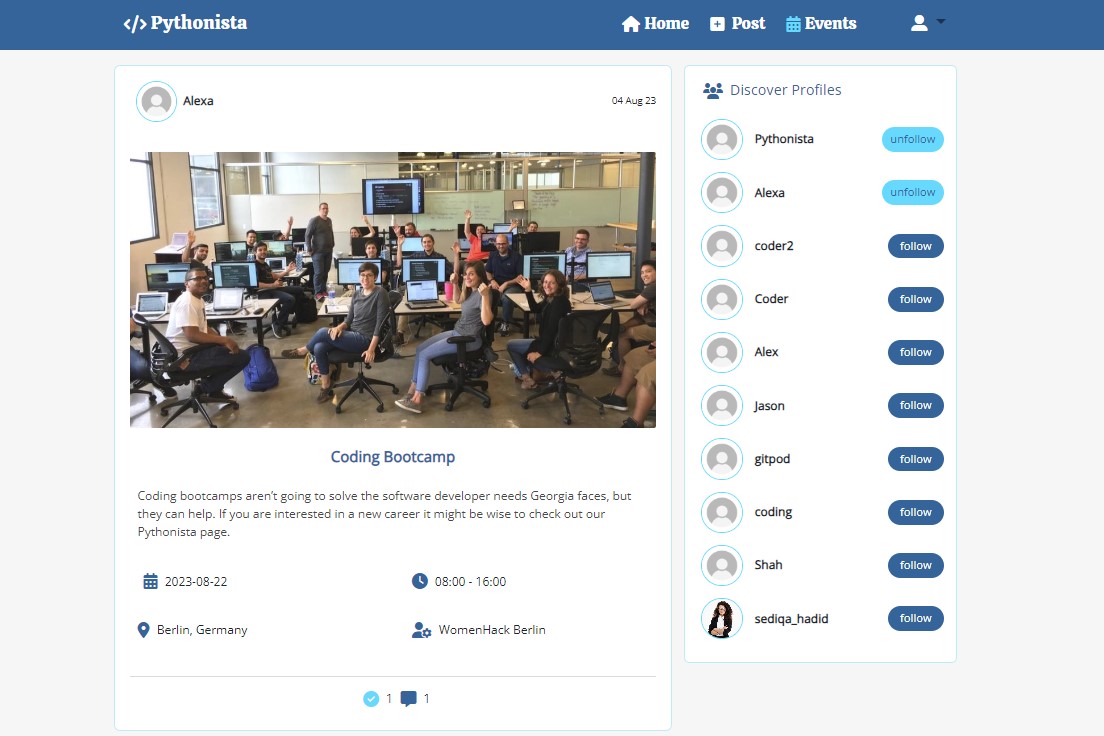 </> Pythonista
Home
Post
Events
Alexa
04 Aug 23
Coding Bootcamp
Coding bootcamps aren’t going to solve the software developer needs Georgia faces, but
they can help. If you are interested in a new career it might be wise to check out our
Pythonista page.
2023-08-22
08:00 - 16:00
Berlin, Germany
WomenHack Berlin
1
1
Discover Profiles
Pythonista
unfollow
Alexa
unfollow
coder2
follow
Coder
follow
Alex
follow
Jason
follow
gitpod
follow
coding
follow
Shah
follow
sediqa_hadid
follow